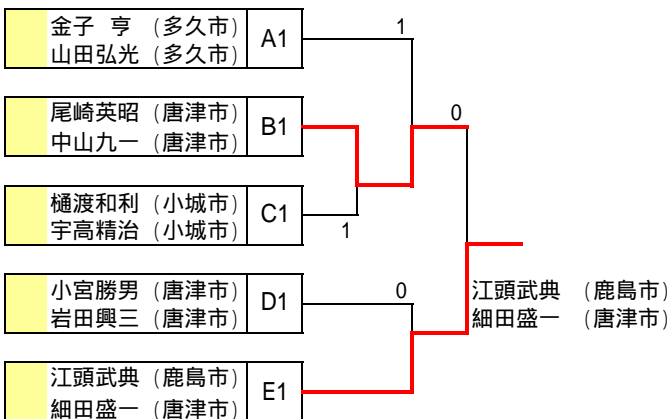 金子 亨 (多久市)
山田弘光 (多久市)
A1
1
尾崎英昭 (唐津市)
中山九一 (唐津市)
B1
0
樋渡和利 (小城市)
宇高精治 (小城市)
C1
1
小宮勝男 (唐津市)
岩田興三 (唐津市)
D1
0
江頭武典 (鹿島市)
細田盛一 (唐津市)
江頭武典 (鹿島市)
細田盛一 (唐津市)
E1